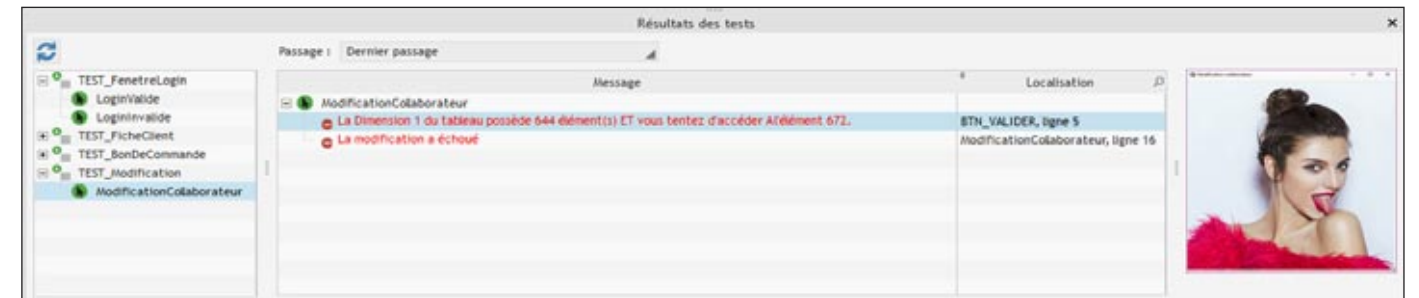 Résultats des tests
Passage : Dernier passage
Message
Localisation
TEST_FenetreLogin
LoginValide
LoginInvalide
TEST_FicheClient
TEST_BonDeCommande
TEST_Modification
ModificationCollaborateur
ModificationCollaborateur
La Dimension 1 du tableau possède 644 élément(s) ET vous tentez d'accéder A l'élément 672.
BTN_VALIDER, ligne 5
La modification a échoué
ModificationCollaborateur, ligne 16